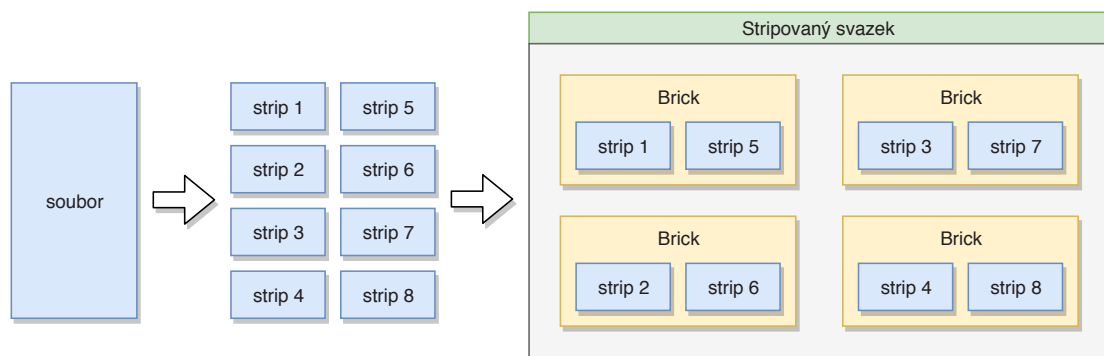 Stripovaný svazek
soubor
strip 1
strip 5
strip 2
strip 6
strip 3
strip 7
strip 4
strip 8
Brick
strip 1
strip 5
Brick
strip 3
strip 7
Brick
strip 2
strip 6
Brick
strip 4
strip 8